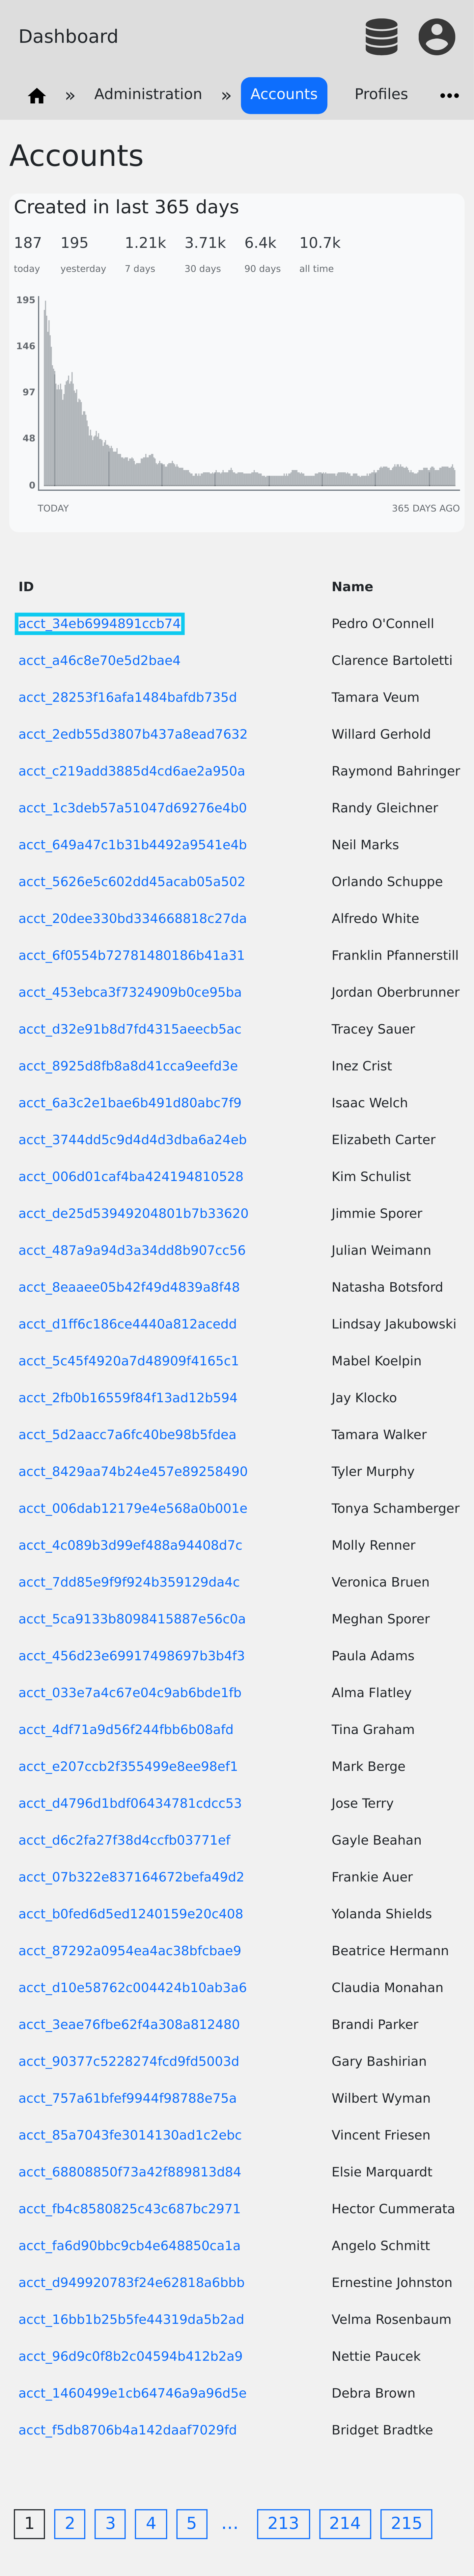 Dashboard
» Administration » Accounts Profiles
Accounts
Created in last 365 days
187 195 1.21k 3.71k 6.4k 10.7k
today yesterday 7 days 30 days 90 days all time
195
146
97
48
0
TODAY 365 DAYS AGO
ID Name
acct_34eb6994891ccb74 Pedro O'Connell
acct_a46c8e70e5d2bae4 Clarence Bartoletti
acct_28253f16afa1484bafdb735d Tamara Veum
acct_2edb55d3807b437a8ead7632 Willard Gerhold
acct_c219add3885d4cd6ae2a950a Raymond Bahringer
acct_1c3deb57a51047d69276e4b0 Randy Gleichner
acct_649a47c1b31b4492a9541e4b Neil Marks
acct_5626e5c602dd45acab05a502 Orlando Schuppe
acct_20dee330bd334668818c27da Alfredo White
acct_6f0554b72781480186b41a31 Franklin Pfannerstill
acct_453ebca3f7324909b0ce95ba Jordan Oberbrunner
acct_d32e91b8d7fd4315aeecb5ac Tracey Sauer
acct_8925d8fb8a8d41cca9eefd3e Inez Crist
acct_6a3c2e1bae6b491d80abc7f9 Isaac Welch
acct_3744dd5c9d4d4d3dba6a24eb Elizabeth Carter
acct_006d01caf4ba424194810528 Kim Schulist
acct_de25d53949204801b7b33620 Jimmie Sporer
acct_487a9a94d3a34dd8b907cc56 Julian Weimann
acct_8eaaee05b42f49d4839a8f48 Natasha Botsford
acct_d1ff6c186ce4440a812acedd Lindsay Jakubowski
acct_5c45f4920a7d48909f4165c1 Mabel Koelpin
acct_2fb0b16559f84f13ad12b594 Jay Klocko
acct_5d2aacc7a6fc40be98b5fdea Tamara Walker
acct_8429aa74b24e457e89258490 Tyler Murphy
acct_006dab12179e4e568a0b001e Tonya Schamberger
acct_4c089b3d99ef488a94408d7c Molly Renner
acct_7dd85e9f9f924b359129da4c Veronica Bruen
acct_5ca9133b8098415887e56c0a Meghan Sporer
acct_456d23e69917498697b3b4f3 Paula Adams
acct_033e7a4c67e04c9ab6bde1fb Alma Flatley
acct_4df71a9d56f244fbb6b08afd Tina Graham
acct_e207ccb2f355499e8ee98ef1 Mark Berge
acct_d4796d1bdf06434781cdcc53 Jose Terry
acct_d6c2fa27f38d4ccfb03771ef Gayle Beahan
acct_07b322e837164672befa49d2 Frankie Auer
acct_b0fed6d5ed1240159e20c408 Yolanda Shields
acct_87292a0954ea4ac38bfcbae9 Beatrice Hermann
acct_d10e58762c004424b10ab3a6 Claudia Monahan
acct_3eae76fbe62f4a308a812480 Brandi Parker
acct_90377c5228274fcd9fd5003d Gary Bashirian
acct_757a61bfef9944f98788e75a Wilbert Wyman
acct_85a7043fe3014130ad1c2ebc Vincent Friesen
acct_68808850f73a42f889813d84 Elsie Marquardt
acct_fb4c8580825c43c687bc2971 Hector Cummerata
acct_fa6d90bbc9cb4e648850ca1a Angelo Schmitt
acct_d949920783f24e62818a6bbb Ernestine Johnston
acct_16bb1b25b5fe44319da5b2ad Velma Rosenbaum
acct_96d9c0f8b2c04594b412b2a9 Nettie Paucek
acct_1460499e1cb64746a9a96d5e Debra Brown
acct_f5db8706b4a142daaf7029fd Bridget Bradtke
1 2 3 4 5 … 213 214 215